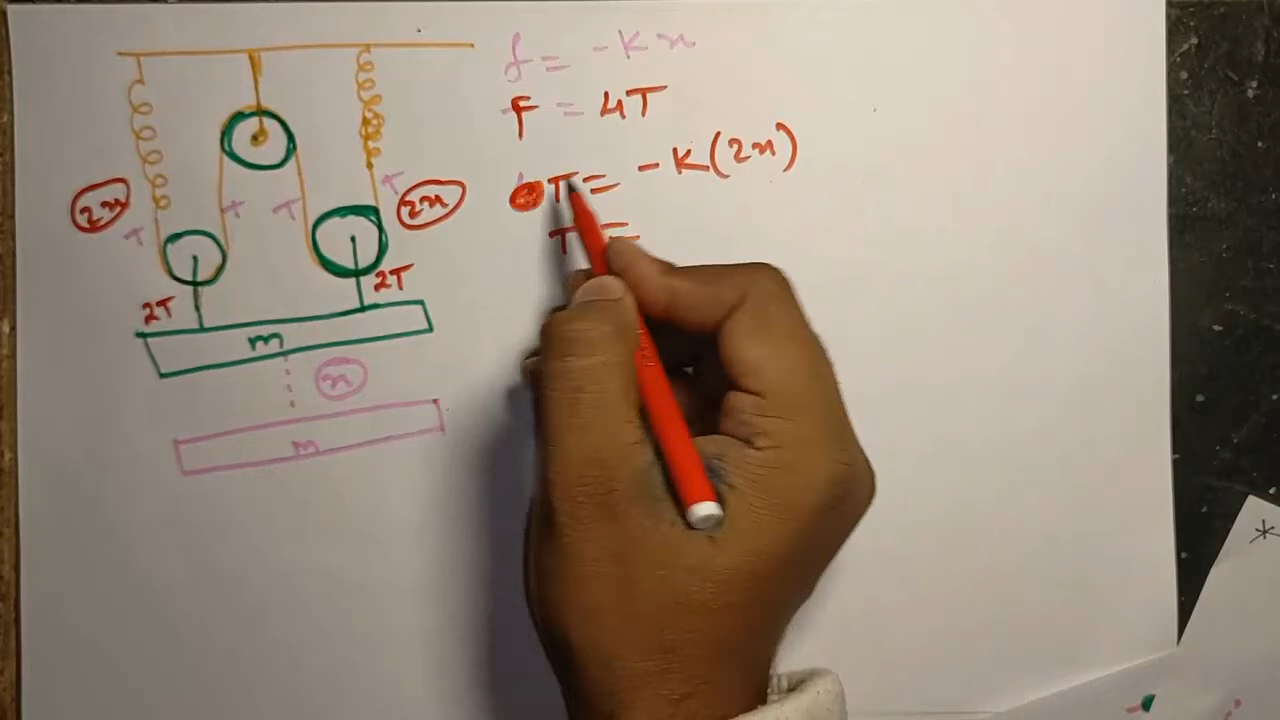 f = -Kx
F = 4T
T = -K(2x)
T =
2x
2x
T
T
T
T
2T
2T
m
x
m
*